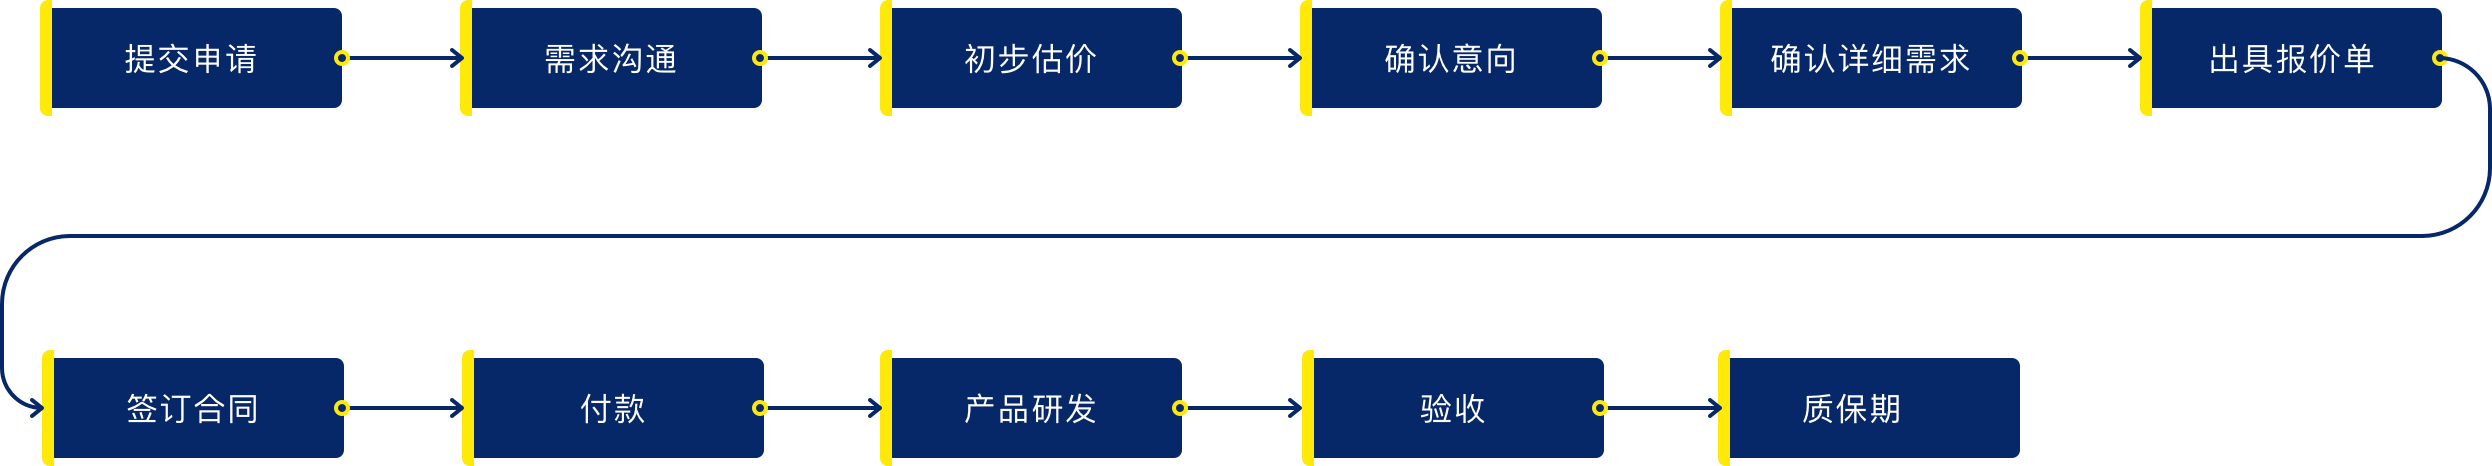 提交申请
需求沟通
初步估价
确认意向
确认详细需求
出具报价单
签订合同
付款
产品研发
验收
质保期